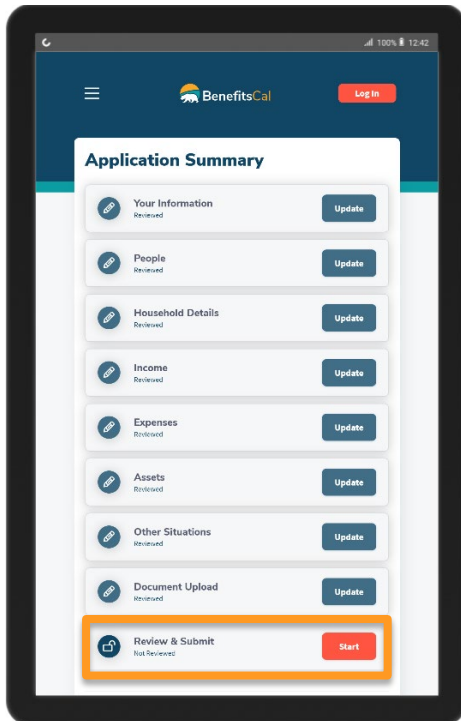 100% 12:42
BenefitsCal
Log In
Application Summary
Your Information
Reviewed
Update
People
Reviewed
Update
Household Details
Reviewed
Update
Income
Reviewed
Update
Expenses
Reviewed
Update
Assets
Reviewed
Update
Other Situations
Reviewed
Update
Document Upload
Reviewed
Update
Review & Submit
Not Reviewed
Start